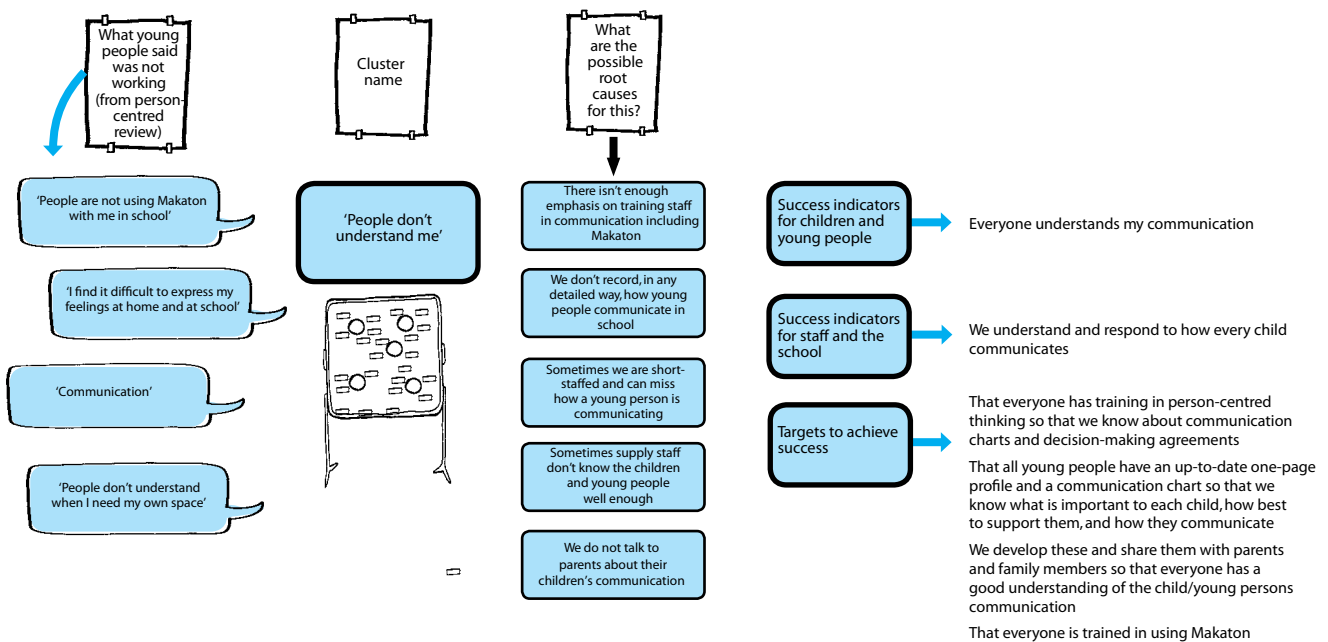 What young
people said
was not
working
(from person-
centred
review)
Cluster
name
What
are the
possible
root
causes
for this?
‘People are not using Makaton
with me in school’
‘I find it difficult to express my
feelings at home and at school’
‘Communication’
‘People don’t understand
when I need my own space’
‘People don’t
understand me’
There isn’t enough
emphasis on training staff
in communication including
Makaton
We don’t record, in any
detailed way, how young
people communicate in
school
Sometimes we are short-
staffed and can miss
how a young person is
communicating
Sometimes supply staff
don’t know the children
and young people
well enough
We do not talk to
parents about their
children’s communication
Success indicators
for children and
young people
Everyone understands my communication
Success indicators
for staff and the
school
We understand and respond to how every child
communicates
Targets to achieve
success
That everyone has training in person-centred
thinking so that we know about communication
charts and decision-making agreements
That all young people have an up-to-date one-page
profile and a communication chart so that we
know what is important to each child, how best
to support them, and how they communicate
We develop these and share them with parents
and family members so that everyone has a
good understanding of the child/young persons
communication
That everyone is trained in using Makaton